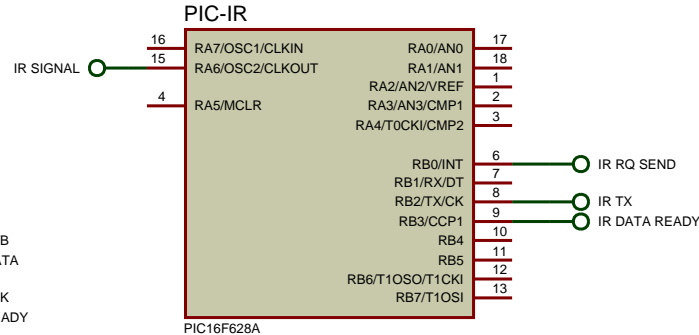 PIC-IR
16 RA7/OSC1/CLKIN RA0/AN0 17
IR SIGNAL 15 RA6/OSC2/CLKOUT RA1/AN1 18
RA2/AN2/VREF 1
4 RA5/MCLR RA3/AN3/CMP1 2
RA4/T0CKI/CMP2 3
RB0/INT 6 IR RQ SEND
RB1/RX/DT 7
RB2/TX/CK 8 IR TX
RB3/CCP1 9 IR DATA READY
B RB4 10
TA RB5 11
RB6/T1OSO/T1CKI 12
K RB7/T1OSI 13
ADY
PIC16F628A